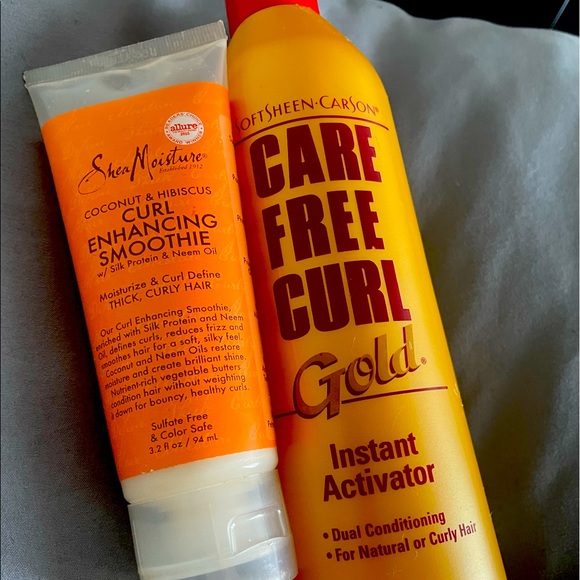 allure
SheaMoisture®
Established 1912
COCONUT & HIBISCUS
CURL
ENHANCING
SMOOTHIE
w/ Silk Protein & Neem Oil
Moisturize & Curl Define
THICK, CURLY HAIR
Our Curl Enhancing Smoothie,
enriched with Silk Protein and Neem
Oil, defines curls, reduces frizz and
smoothes hair for a soft, silky feel.
Coconut and Neem Oils restore
moisture and create brilliant shine.
Nutrient-rich vegetable butters
condition hair without weighting
it down for bouncy, healthy curls.
Sulfate Free
& Color Safe
3.2 fl oz / 94 mL
SOFTSHEEN·CARSON®
CARE
FREE
CURL
Gold®
Instant
Activator
• Dual Conditioning
• For Natural or Curly Hair